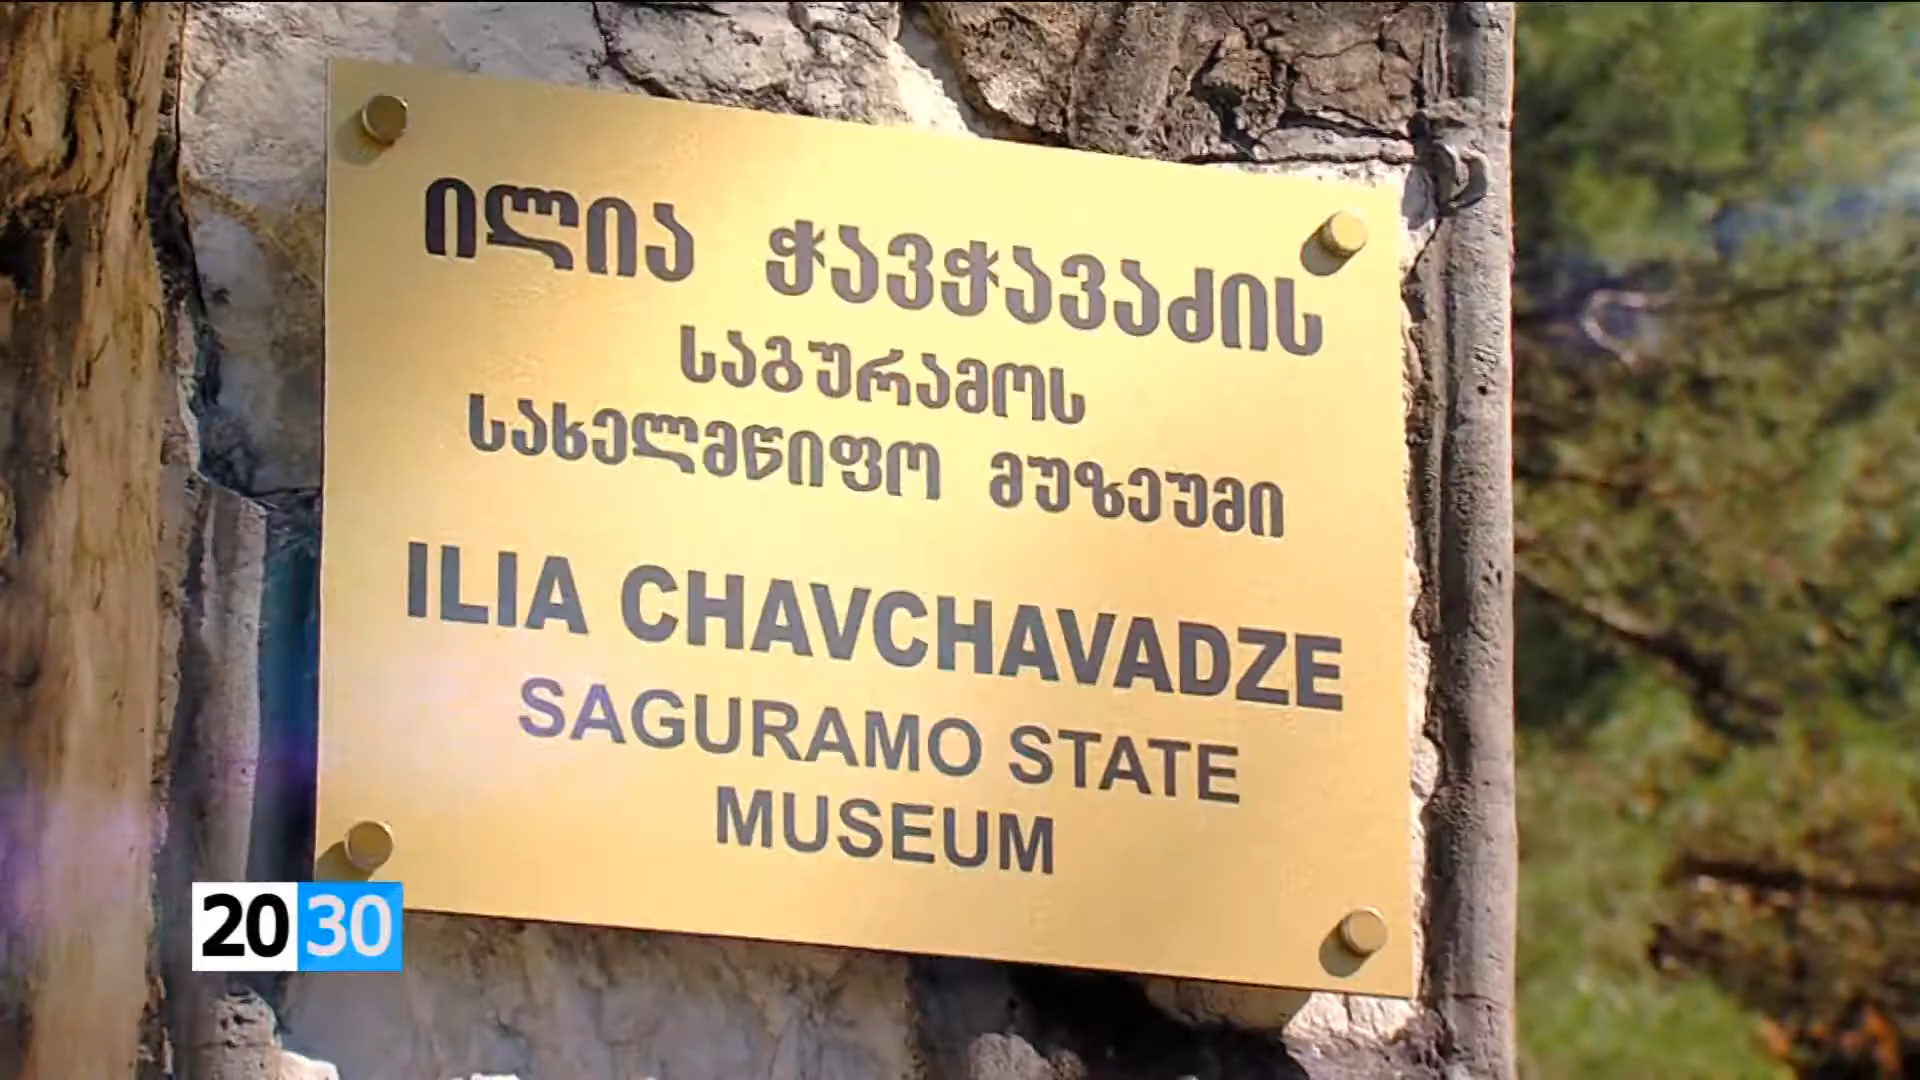 ილია ჭავჭავაძის
საგურამოს
სახელმწიფო მუზეუმი
ILIA CHAVCHAVADZE
SAGURAMO STATE
MUSEUM
20 30